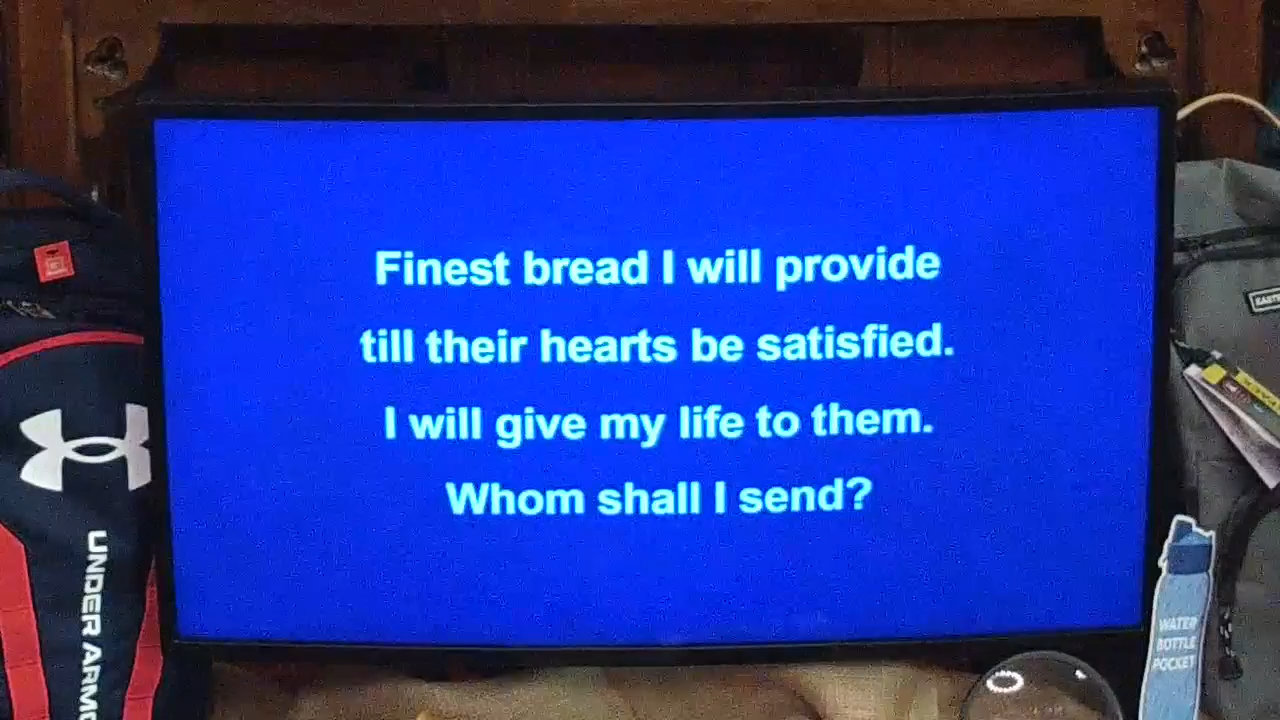 Finest bread I will provide
till their hearts be satisfied.
I will give my life to them.
Whom shall I send?
UNDER ARMO
WATER
BOTTLE
POCKET